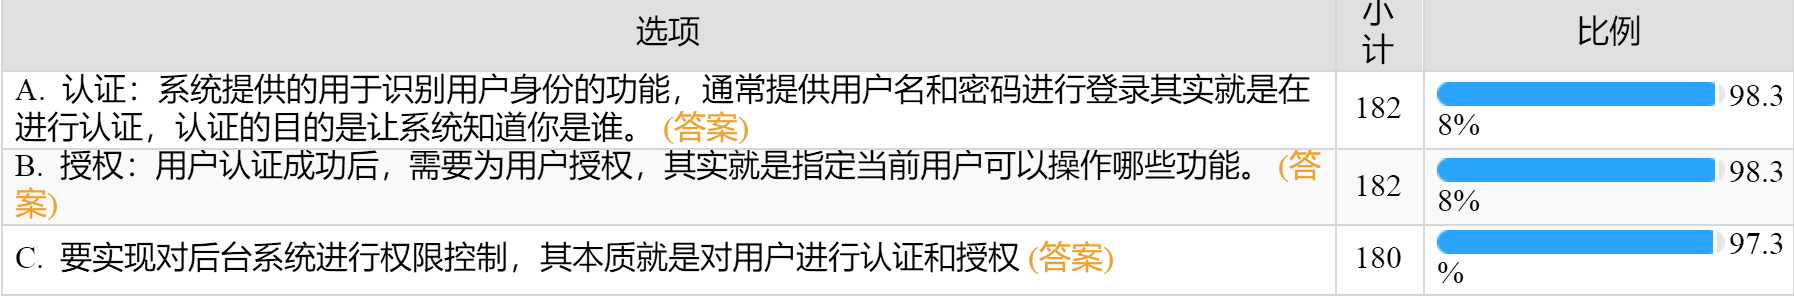 选项
小
计
比例
A. 认证：系统提供的用于识别用户身份的功能，通常提供用户名和密码进行登录其实就是在
进行认证，认证的目的是让系统知道你是谁。 (答案)
182
98.3
8%
B. 授权：用户认证成功后，需要为用户授权，其实就是指定当前用户可以操作哪些功能。 (答
案)
182
98.3
8%
C. 要实现对后台系统进行权限控制，其本质就是对用户进行认证和授权 (答案)
180
97.3
%